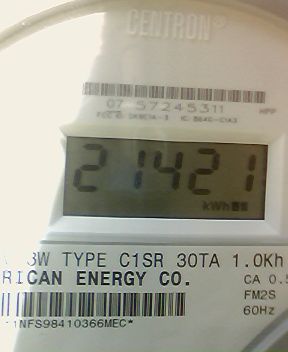 CENTRON®
07 57245311 HPP
21421
kWh
3W TYPE C1SR 30TA 1.0Kh
RICAN ENERGY CO.
CA 0.5
FM2S
60Hz
1NFS98410366MEC*